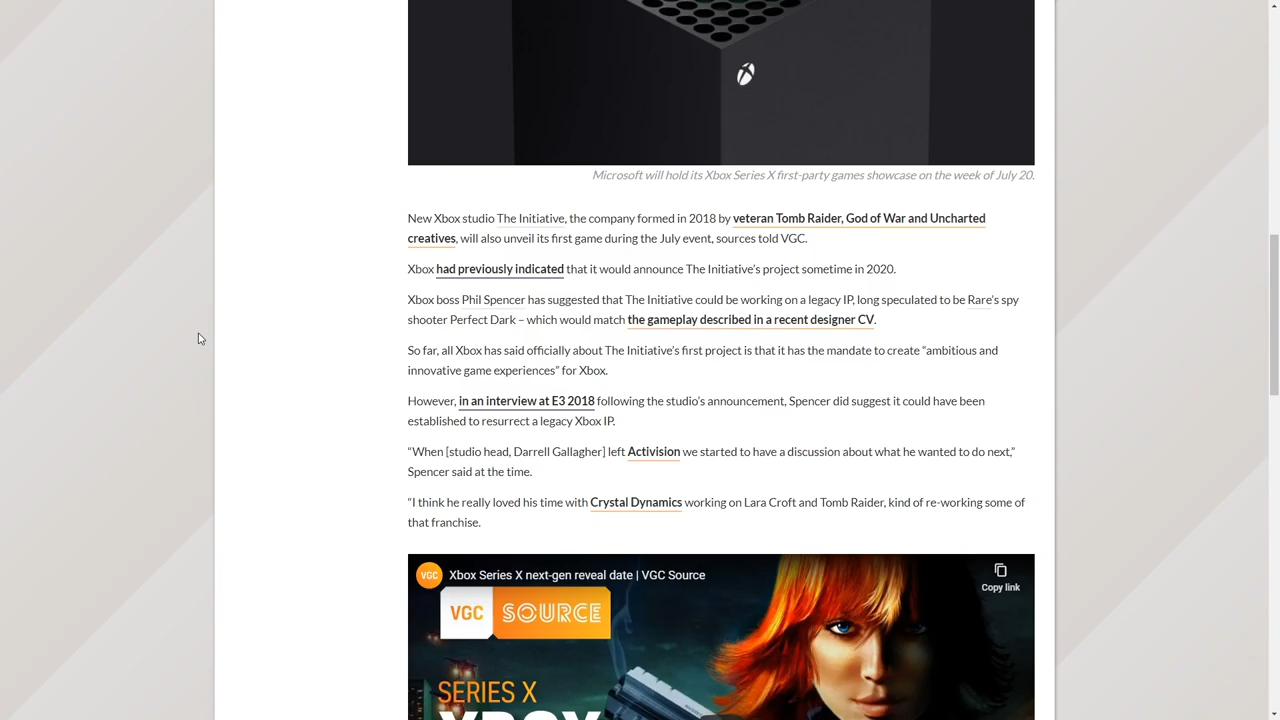 Microsoft will hold its Xbox Series X first-party games showcase on the week of July 20.
New Xbox studio The Initiative, the company formed in 2018 by veteran Tomb Raider, God of War and Uncharted
creatives, will also unveil its first game during the July event, sources told VGC.
Xbox had previously indicated that it would announce The Initiative’s project sometime in 2020.
Xbox boss Phil Spencer has suggested that The Initiative could be working on a legacy IP, long speculated to be Rare’s spy
shooter Perfect Dark – which would match the gameplay described in a recent designer CV.
So far, all Xbox has said officially about The Initiative’s first project is that it has the mandate to create “ambitious and
innovative game experiences” for Xbox.
However, in an interview at E3 2018 following the studio’s announcement, Spencer did suggest it could have been
established to resurrect a legacy Xbox IP.
“When [studio head, Darrell Gallagher] left Activision we started to have a discussion about what he wanted to do next,”
Spencer said at the time.
“I think he really loved his time with Crystal Dynamics working on Lara Croft and Tomb Raider, kind of re-working some of
that franchise.
VGC Xbox Series X next-gen reveal date | VGC Source
Copy link
VGC SOURCE
SERIES X
XBOX